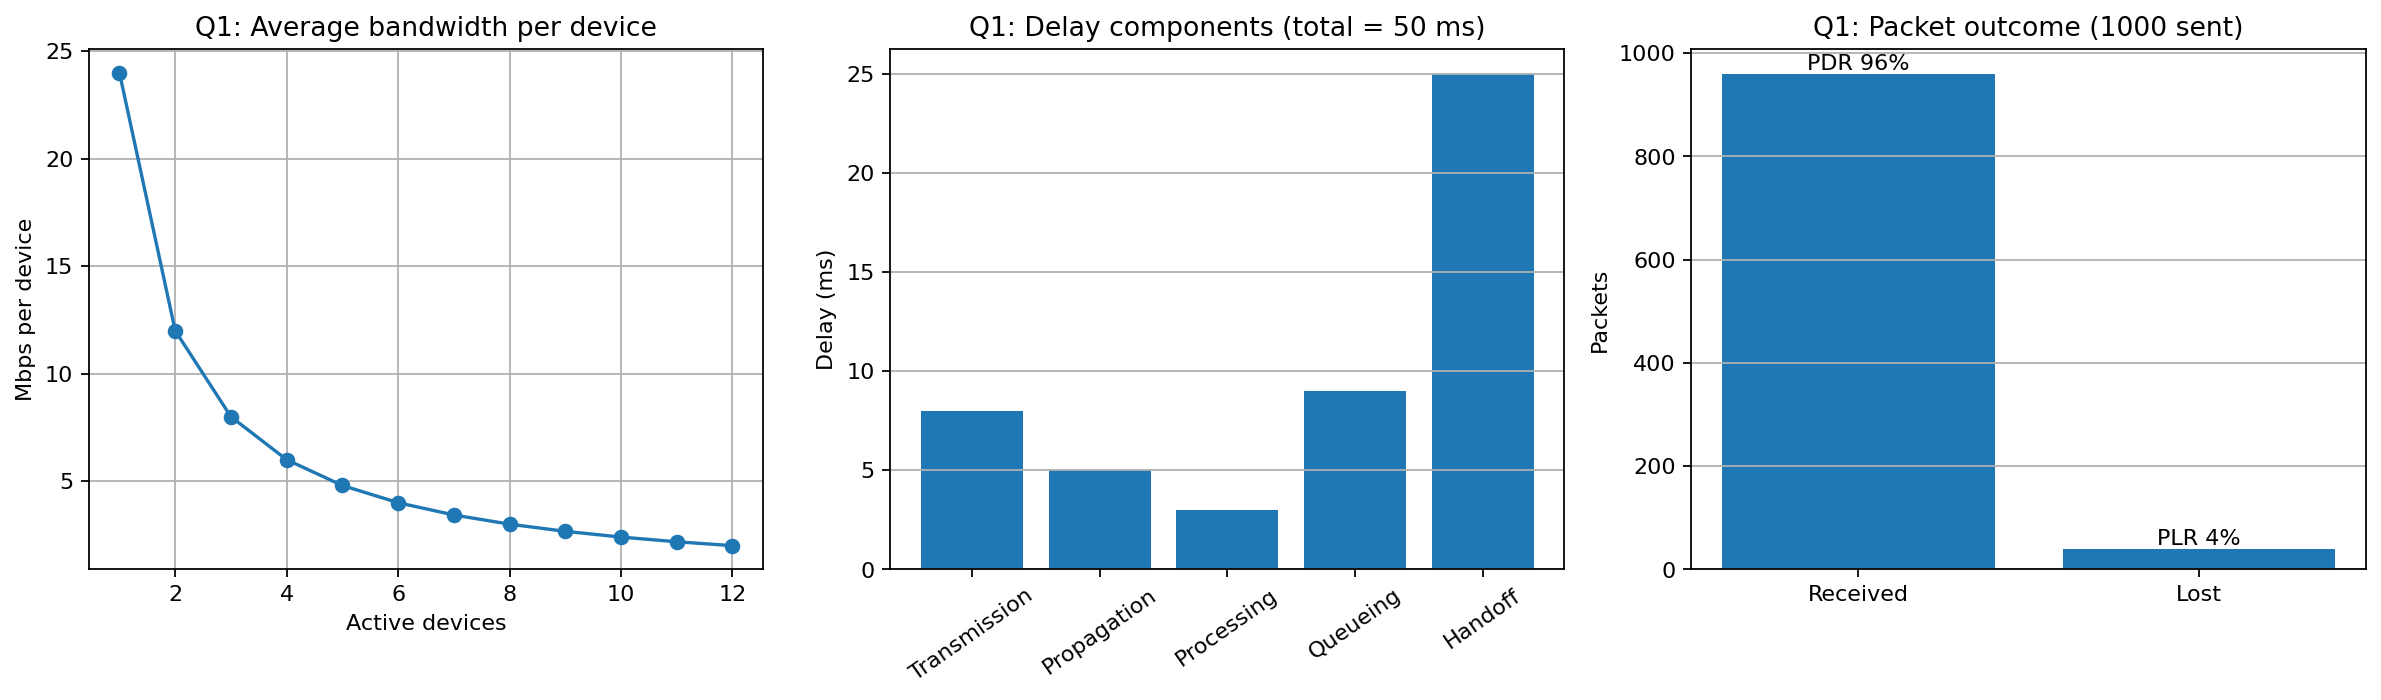 Q1: Average bandwidth per device
25
20
15
10
5
Mbps per device
2 4 6 8 10 12
Active devices
Q1: Delay components (total = 50 ms)
25
20
15
10
5
0
Delay (ms)
Transmission
Propagation
Processing
Queueing
Handoff
Q1: Packet outcome (1000 sent)
1000
800
600
400
200
0
Packets
PDR 96%
PLR 4%
Received Lost